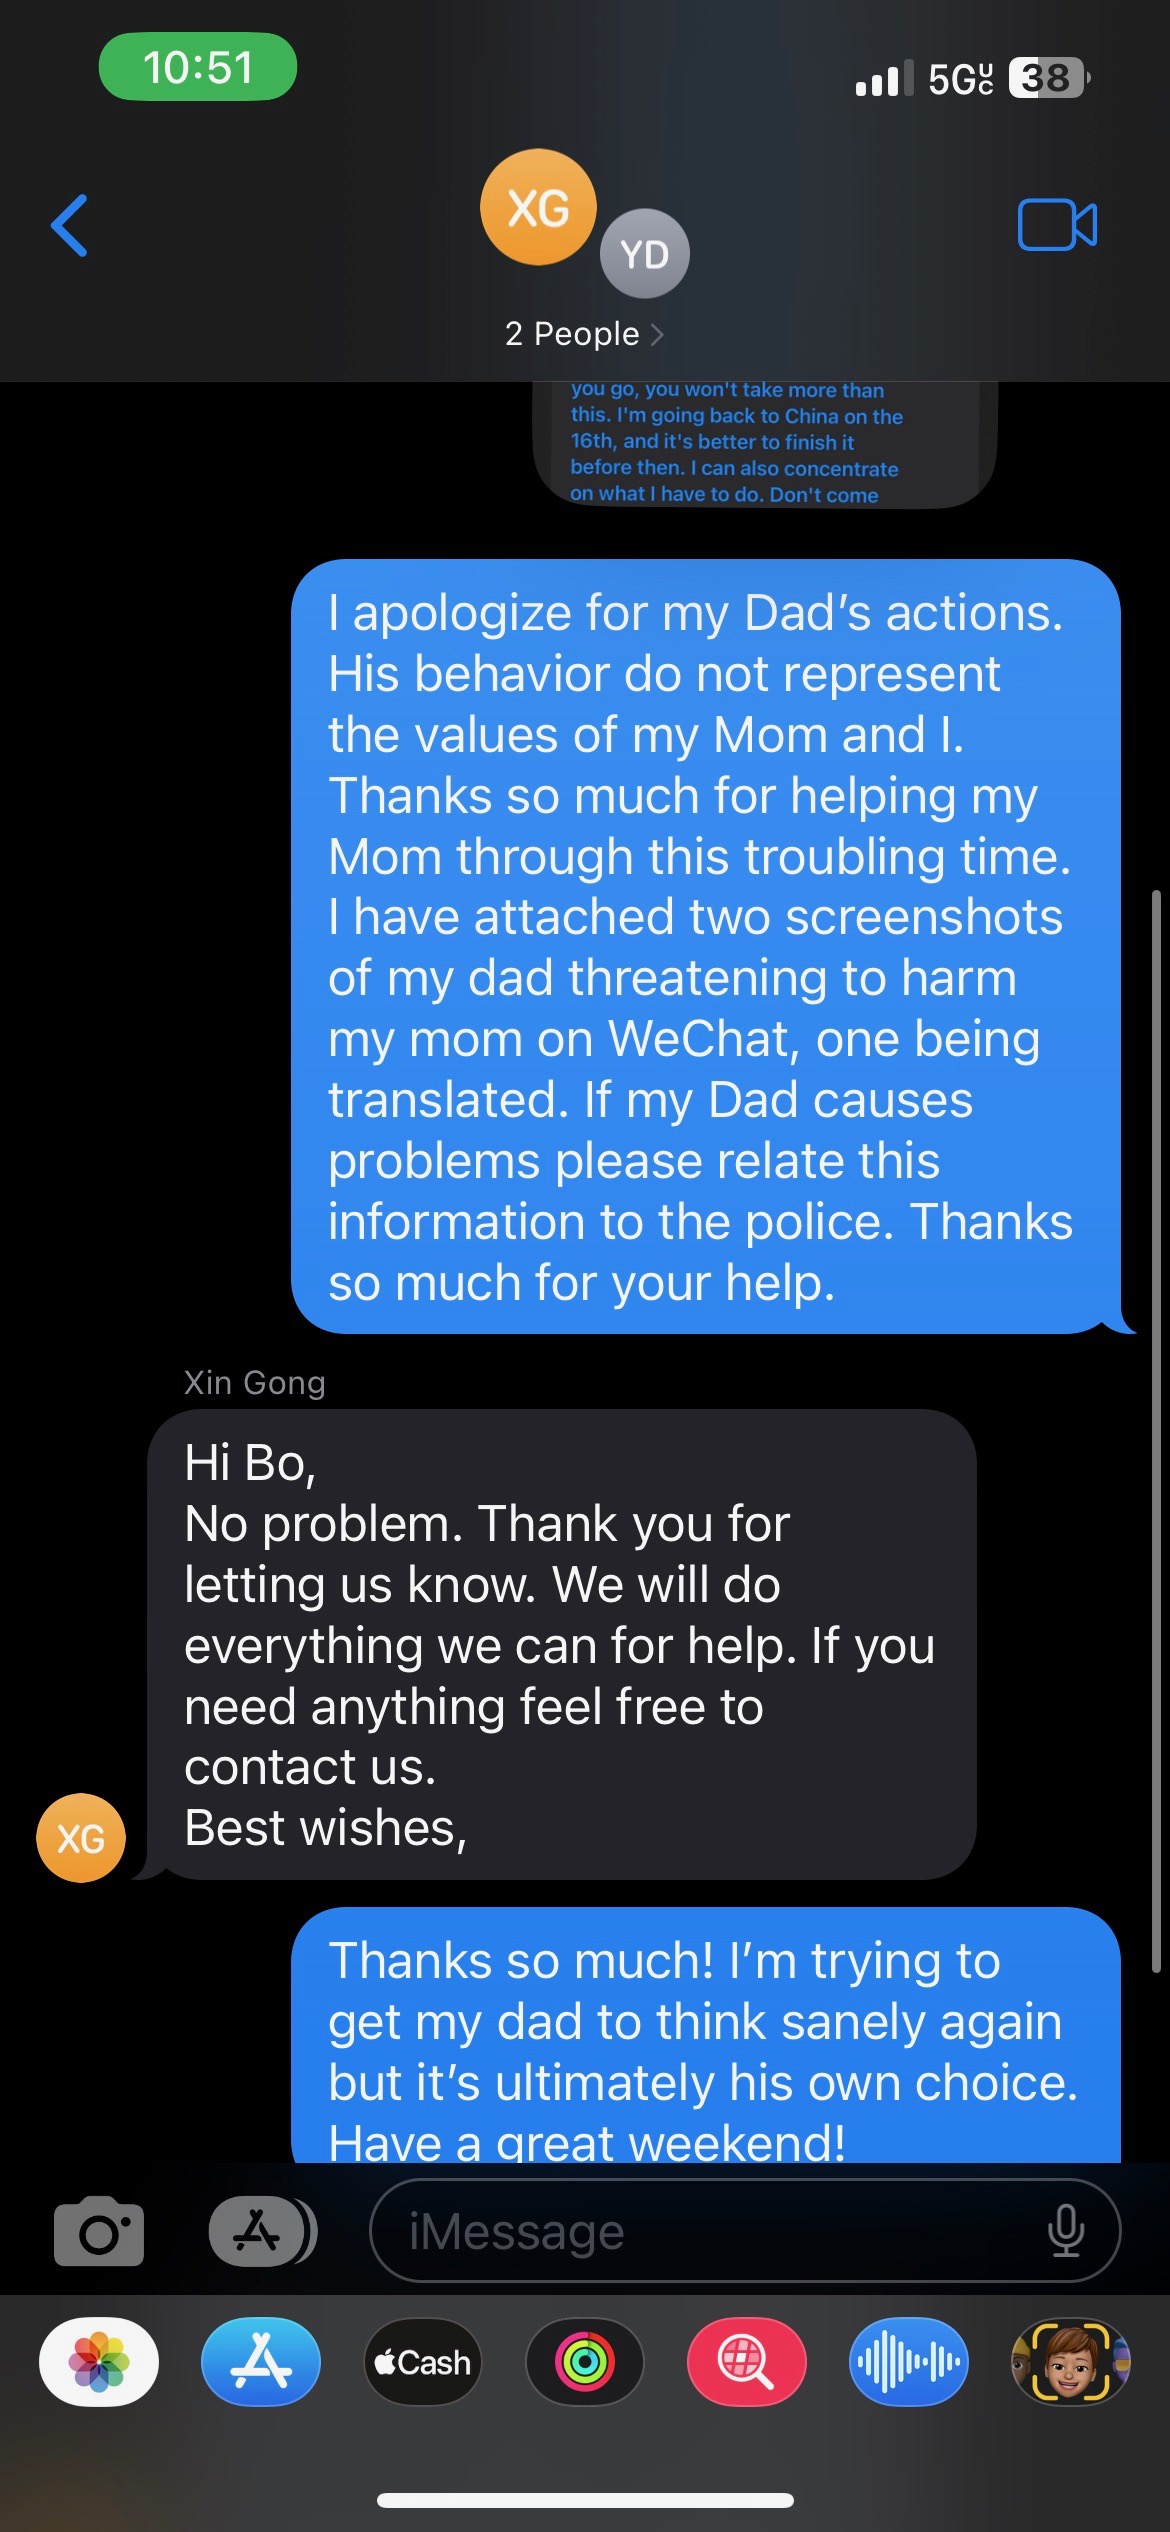 10:51
5GUC
38
XG
YD
2 People
you go, you won't take more than
this. I'm going back to China on the
16th, and it's better to finish it
before then. I can also concentrate
on what I have to do. Don't come
I apologize for my Dad’s actions.
His behavior do not represent
the values of my Mom and I.
Thanks so much for helping my
Mom through this troubling time.
I have attached two screenshots
of my dad threatening to harm
my mom on WeChat, one being
translated. If my Dad causes
problems please relate this
information to the police. Thanks
so much for your help.
Xin Gong
Hi Bo,
No problem. Thank you for
letting us know. We will do
everything we can for help. If you
need anything feel free to
contact us.
Best wishes,
XG
Thanks so much! I’m trying to
get my dad to think sanely again
but it’s ultimately his own choice.
Have a great weekend!
iMessage
Cash